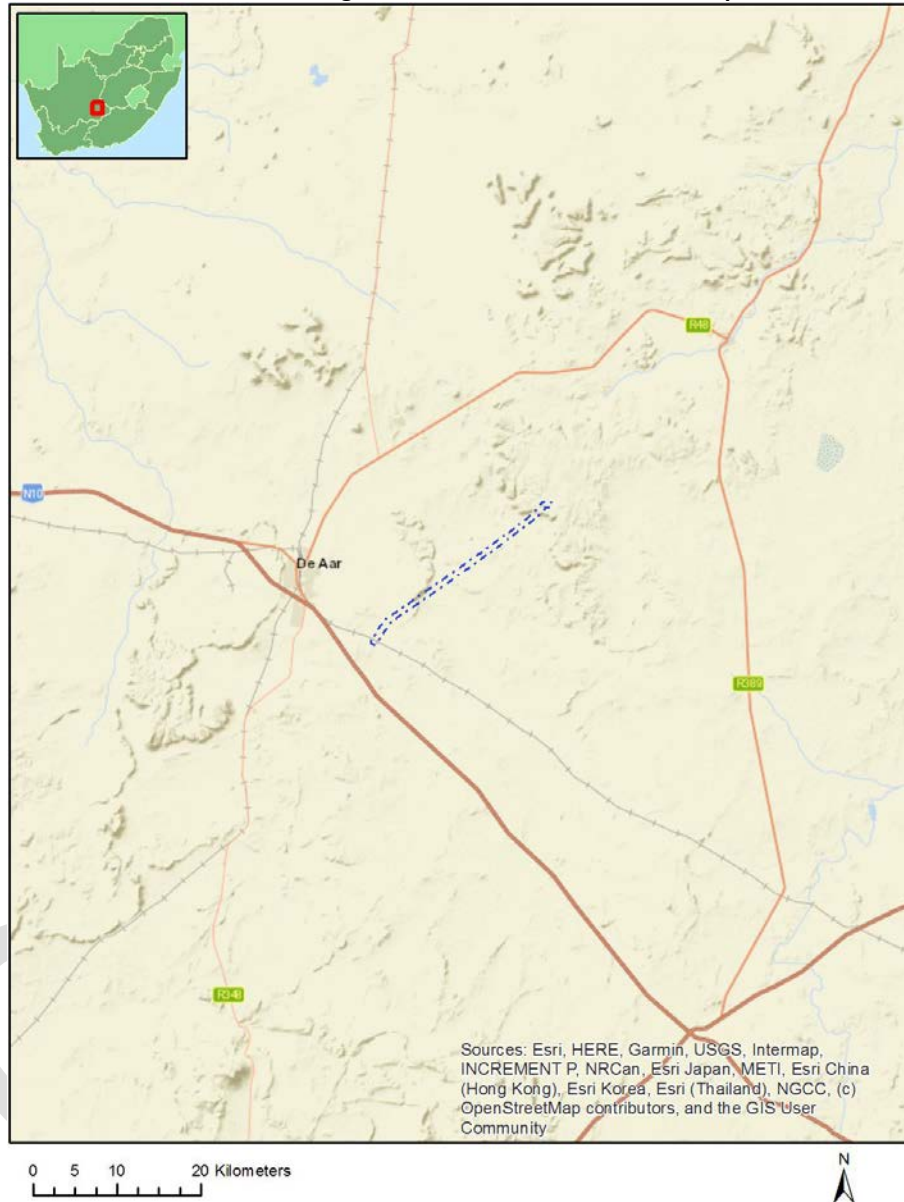 R48
N10
De Aar
R389
R348
Sources: Esri, HERE, Garmin, USGS, Intermap,
INCREMENT P, NRCan, Esri Japan, METI, Esri China
(Hong Kong), Esri Korea, Esri (Thailand), NGCC, (c)
OpenStreetMap contributors, and the GIS User
Community
0 5 10 20 Kilometers
N